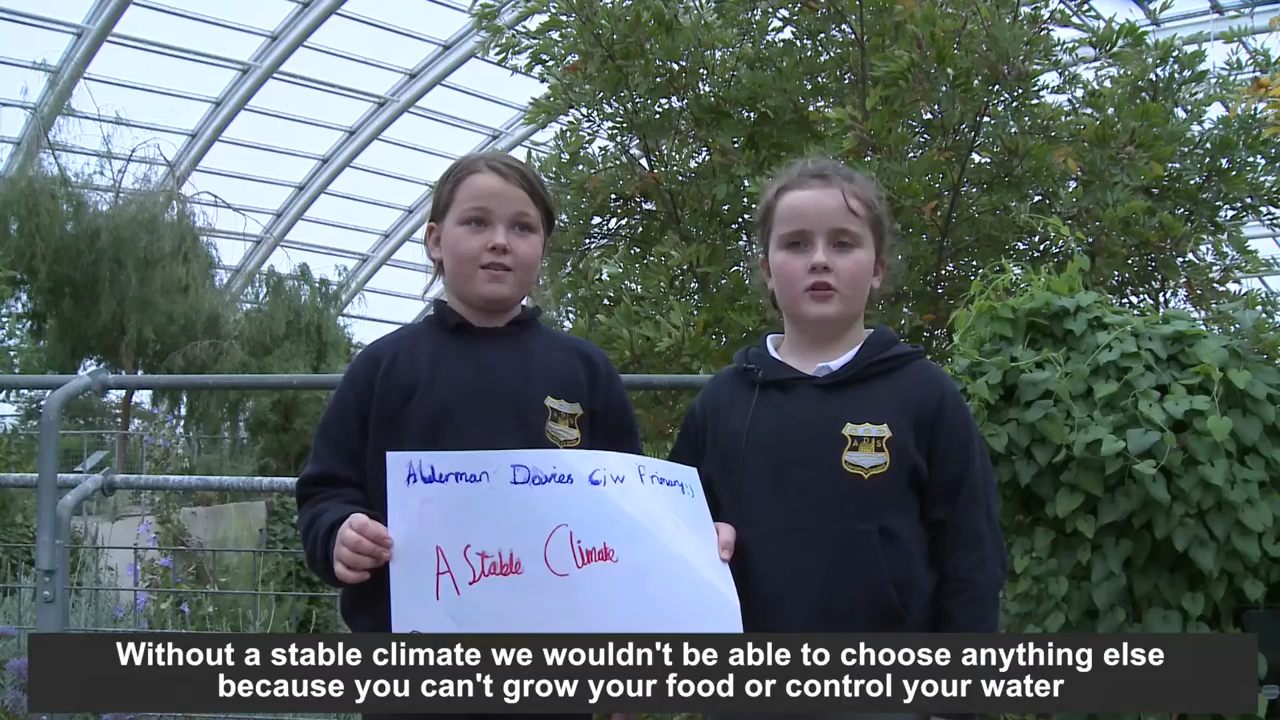 A D S
Alderman Davies CiW Primary :)
A Stable Climate
Without a stable climate we wouldn't be able to choose anything else
because you can't grow your food or control your water